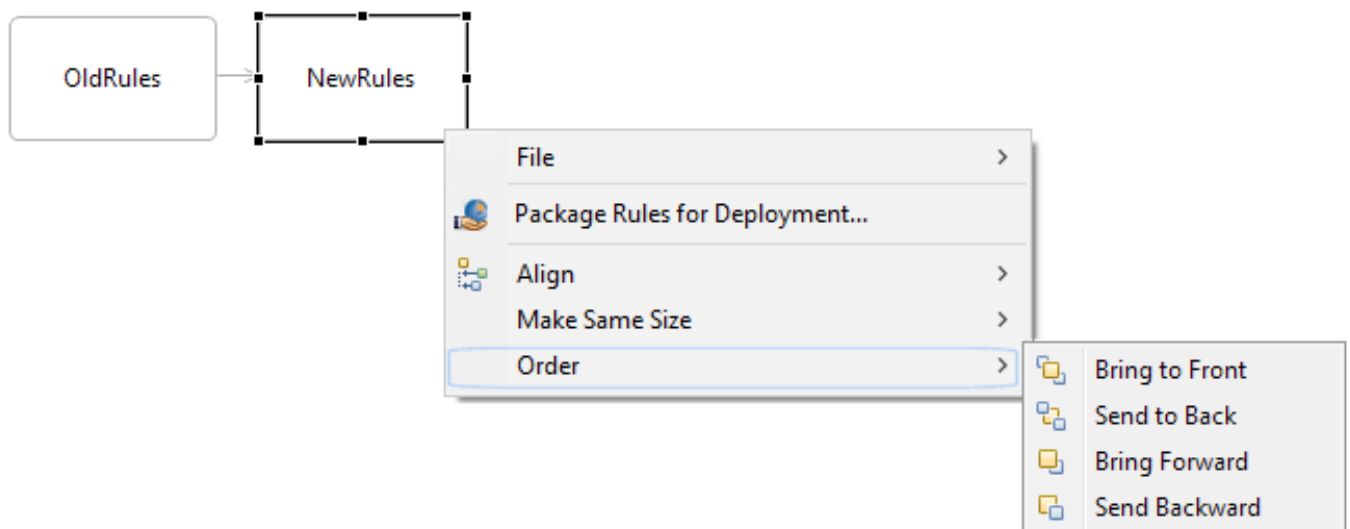 OldRules
NewRules
File
Package Rules for Deployment...
Align
Make Same Size
Order
Bring to Front
Send to Back
Bring Forward
Send Backward